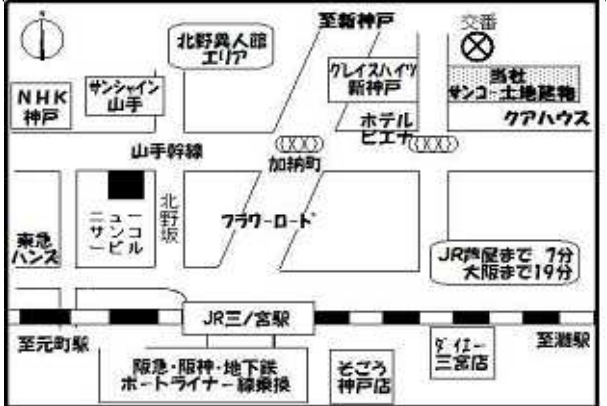 至新神戸
交番
北野異人館
エリア
グレイスハイツ
新神戸
当社
サンコー土地建物
サンシャイン
山手
NHK
神戸
ホテル
ピエナ
クアハウス
山手幹線
加納町
北野坂
ニュー
サンコ
ービル
フラワーロード
東急
ハンズ
JR芦屋まで 7分
大阪まで19分
JR三ノ宮駅
至元町駅
至灘駅
ダイエー
三宮店
阪急・阪神・地下鉄
ポートライナー線乗換
そごう
神戸店